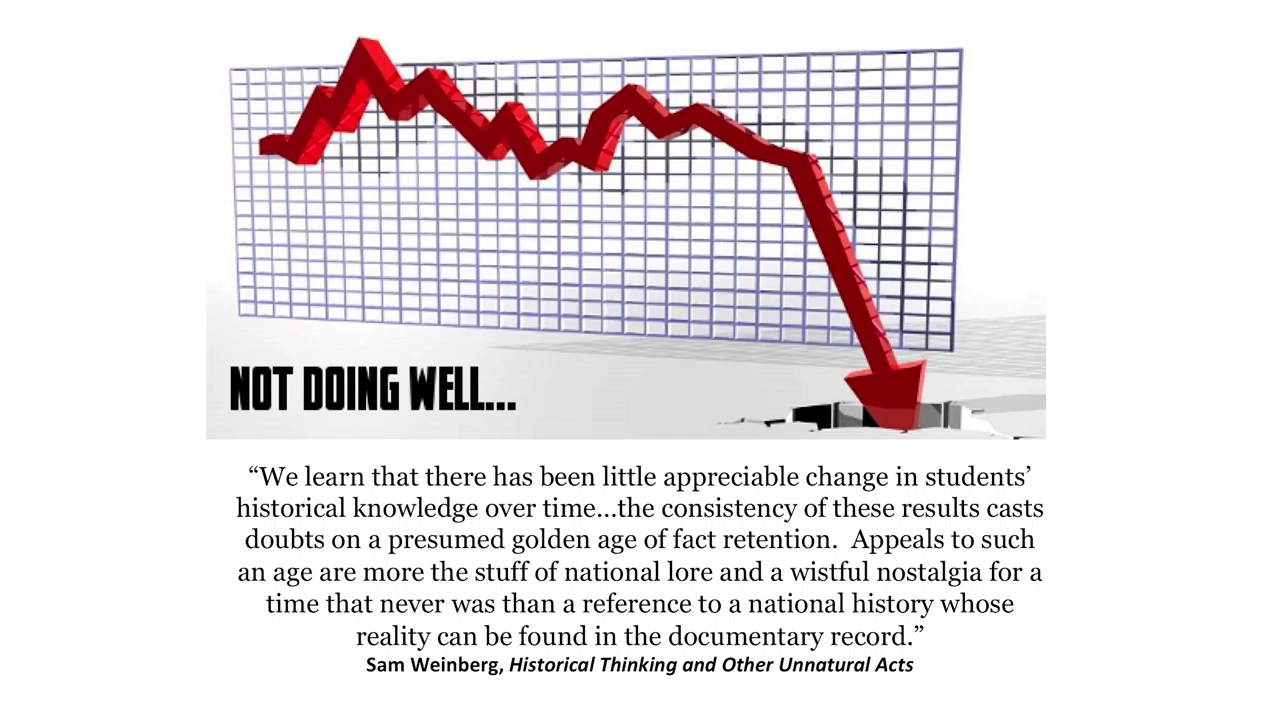 NOT DOING WELL...
“We learn that there has been little appreciable change in students’
historical knowledge over time…the consistency of these results casts
doubts on a presumed golden age of fact retention.  Appeals to such
an age are more the stuff of national lore and a wistful nostalgia for a
time that never was than a reference to a national history whose
reality can be found in the documentary record.”
Sam Weinberg, Historical Thinking and Other Unnatural Acts